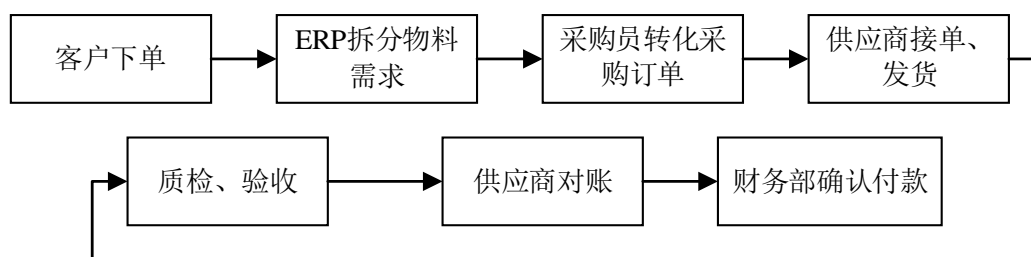 客户下单
ERP拆分物料
需求
采购员转化采
购订单
供应商接单、
发货
质检、验收
供应商对账
财务部确认付款